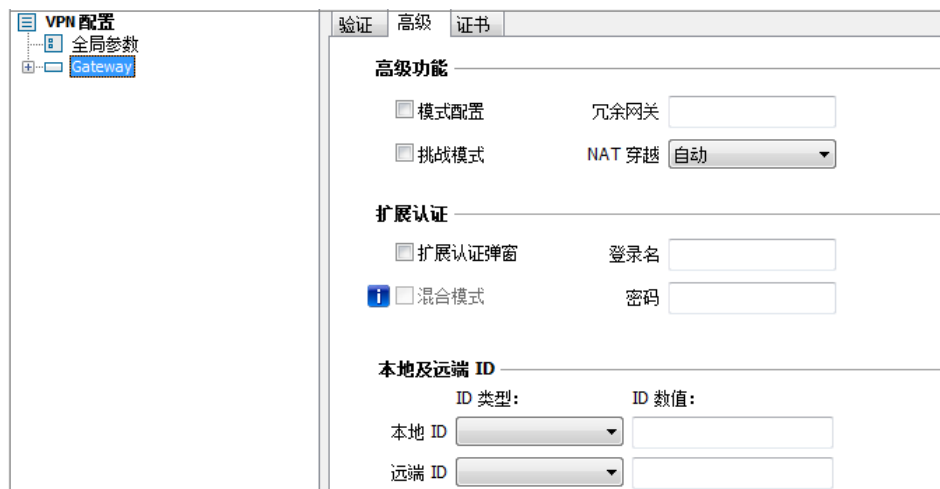 VPN 配置
全局参数
Gateway
验证 高级 证书
高级功能
模式配置 冗余网关
挑战模式 NAT 穿越 自动
扩展认证
扩展认证弹窗 登录名
混合模式 密码
本地及远端 ID
ID 类型: ID 数值:
本地 ID
远端 ID